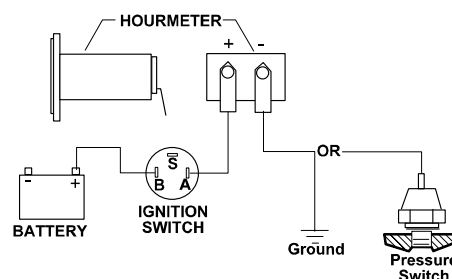 HOURMETER
+ -
S
B A
- +
BATTERY
IGNITION
SWITCH
OR
Ground
Pressure
Switch